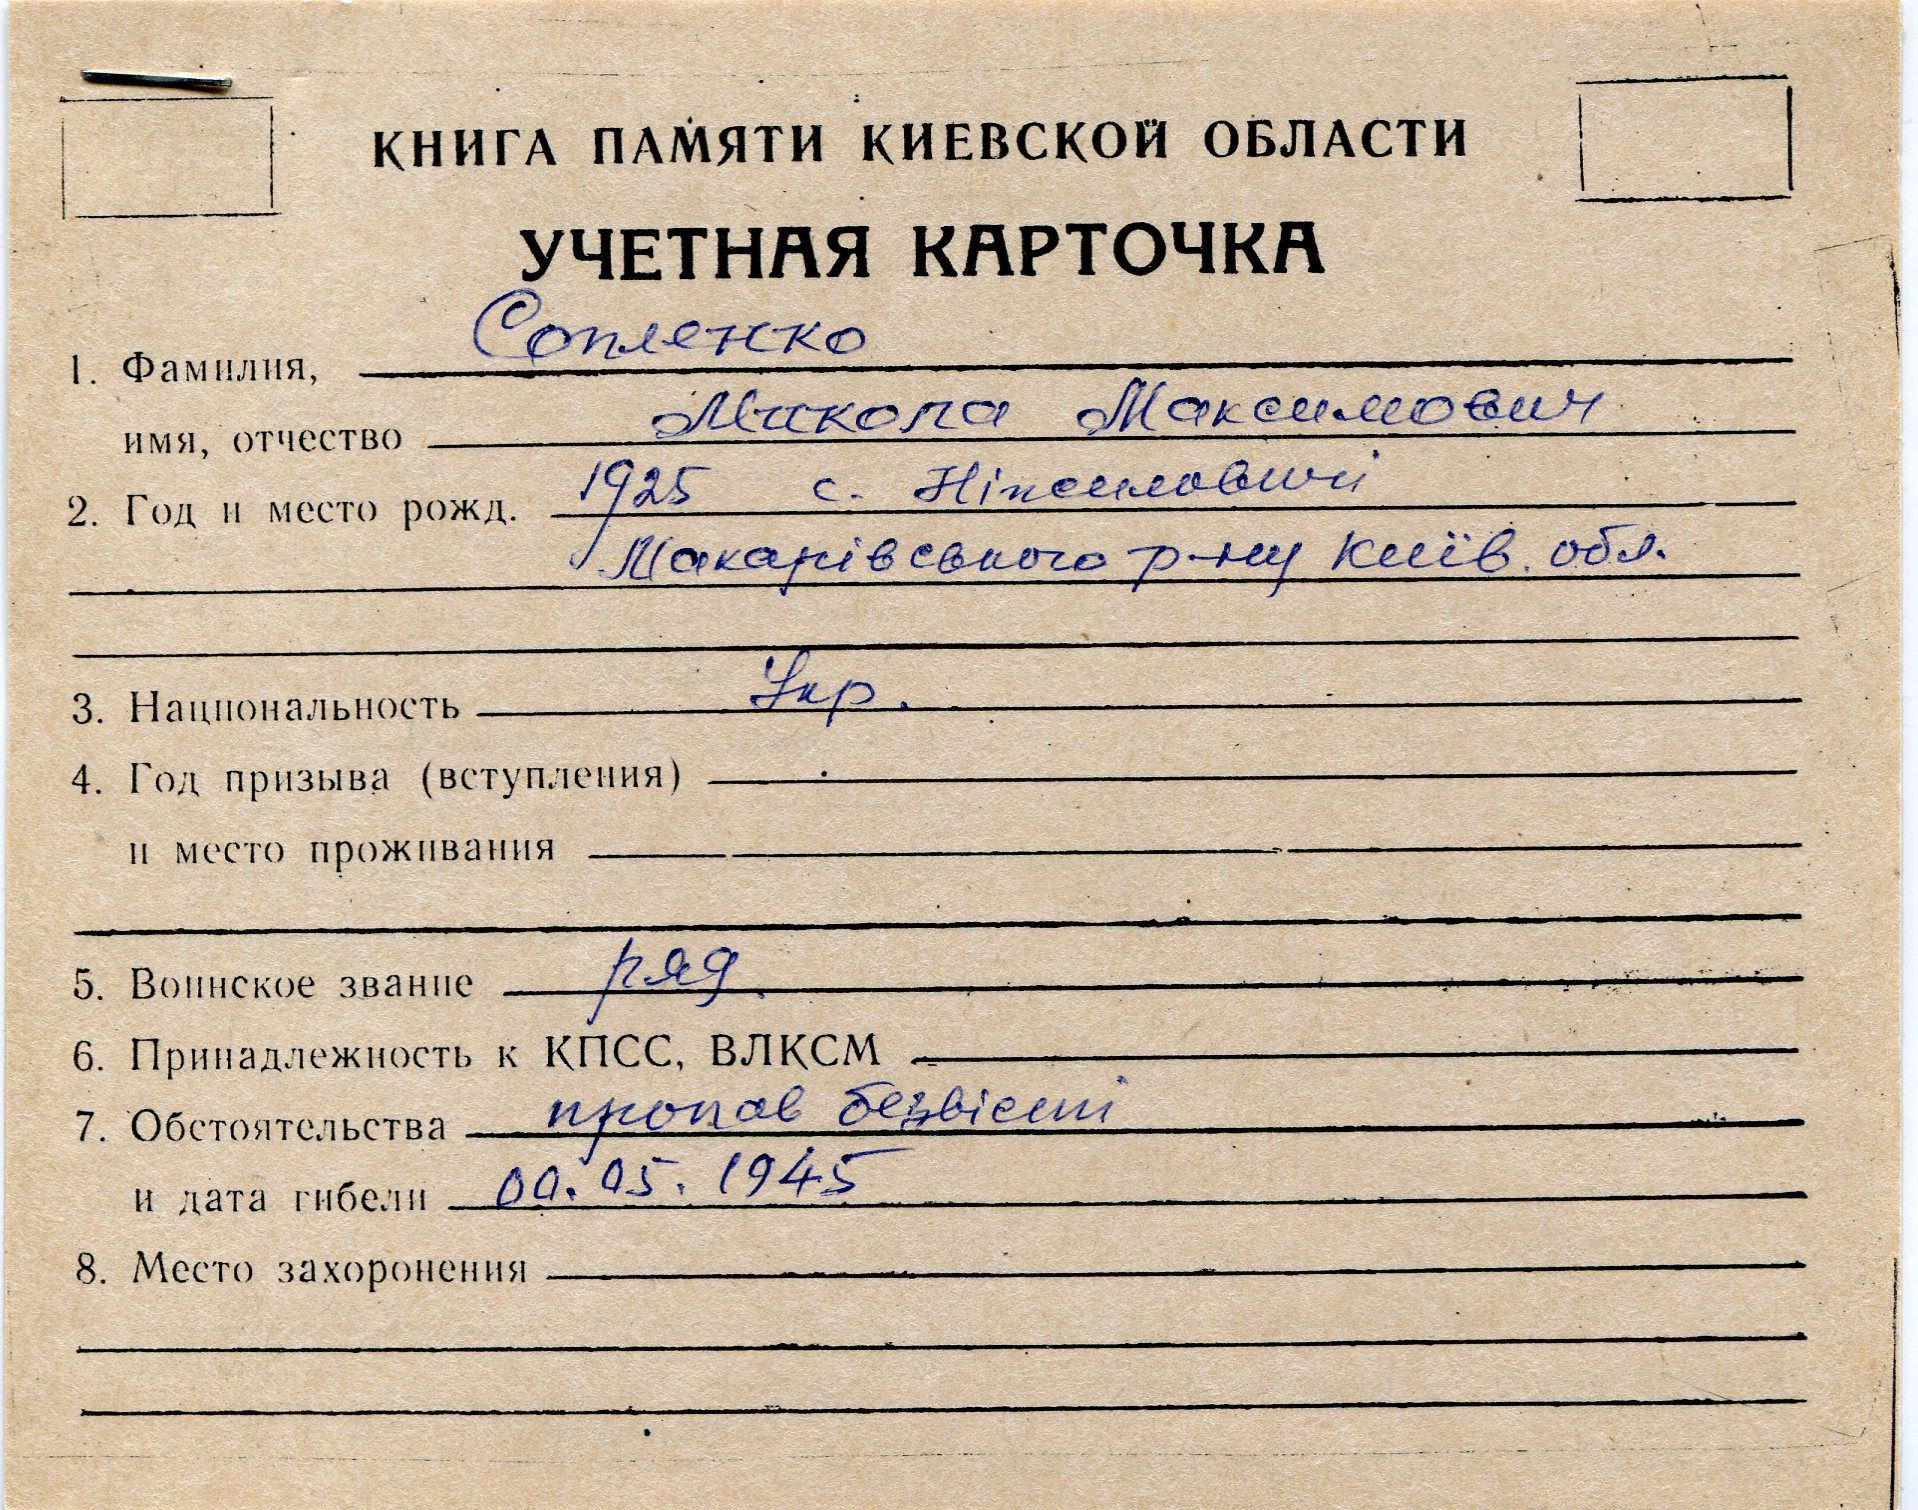 КНИГА ПАМЯТИ КИЕВСКОЙ ОБЛАСТИ
УЧЕТНАЯ КАРТОЧКА
1. Фамилия, Сопленко
имя, отчество Микола Максимович
2. Год и место рожд. 1925 с.
Макарівського р-ну Київ. обл.
3. Национальность Укр.
4. Год призыва (вступления)
и место проживания
5. Воинское звание ряд.
6. Принадлежность к КПСС, ВЛКСМ
7. Обстоятельства пропав безвісті
и дата гибели 00.05.1945
8. Место захоронения